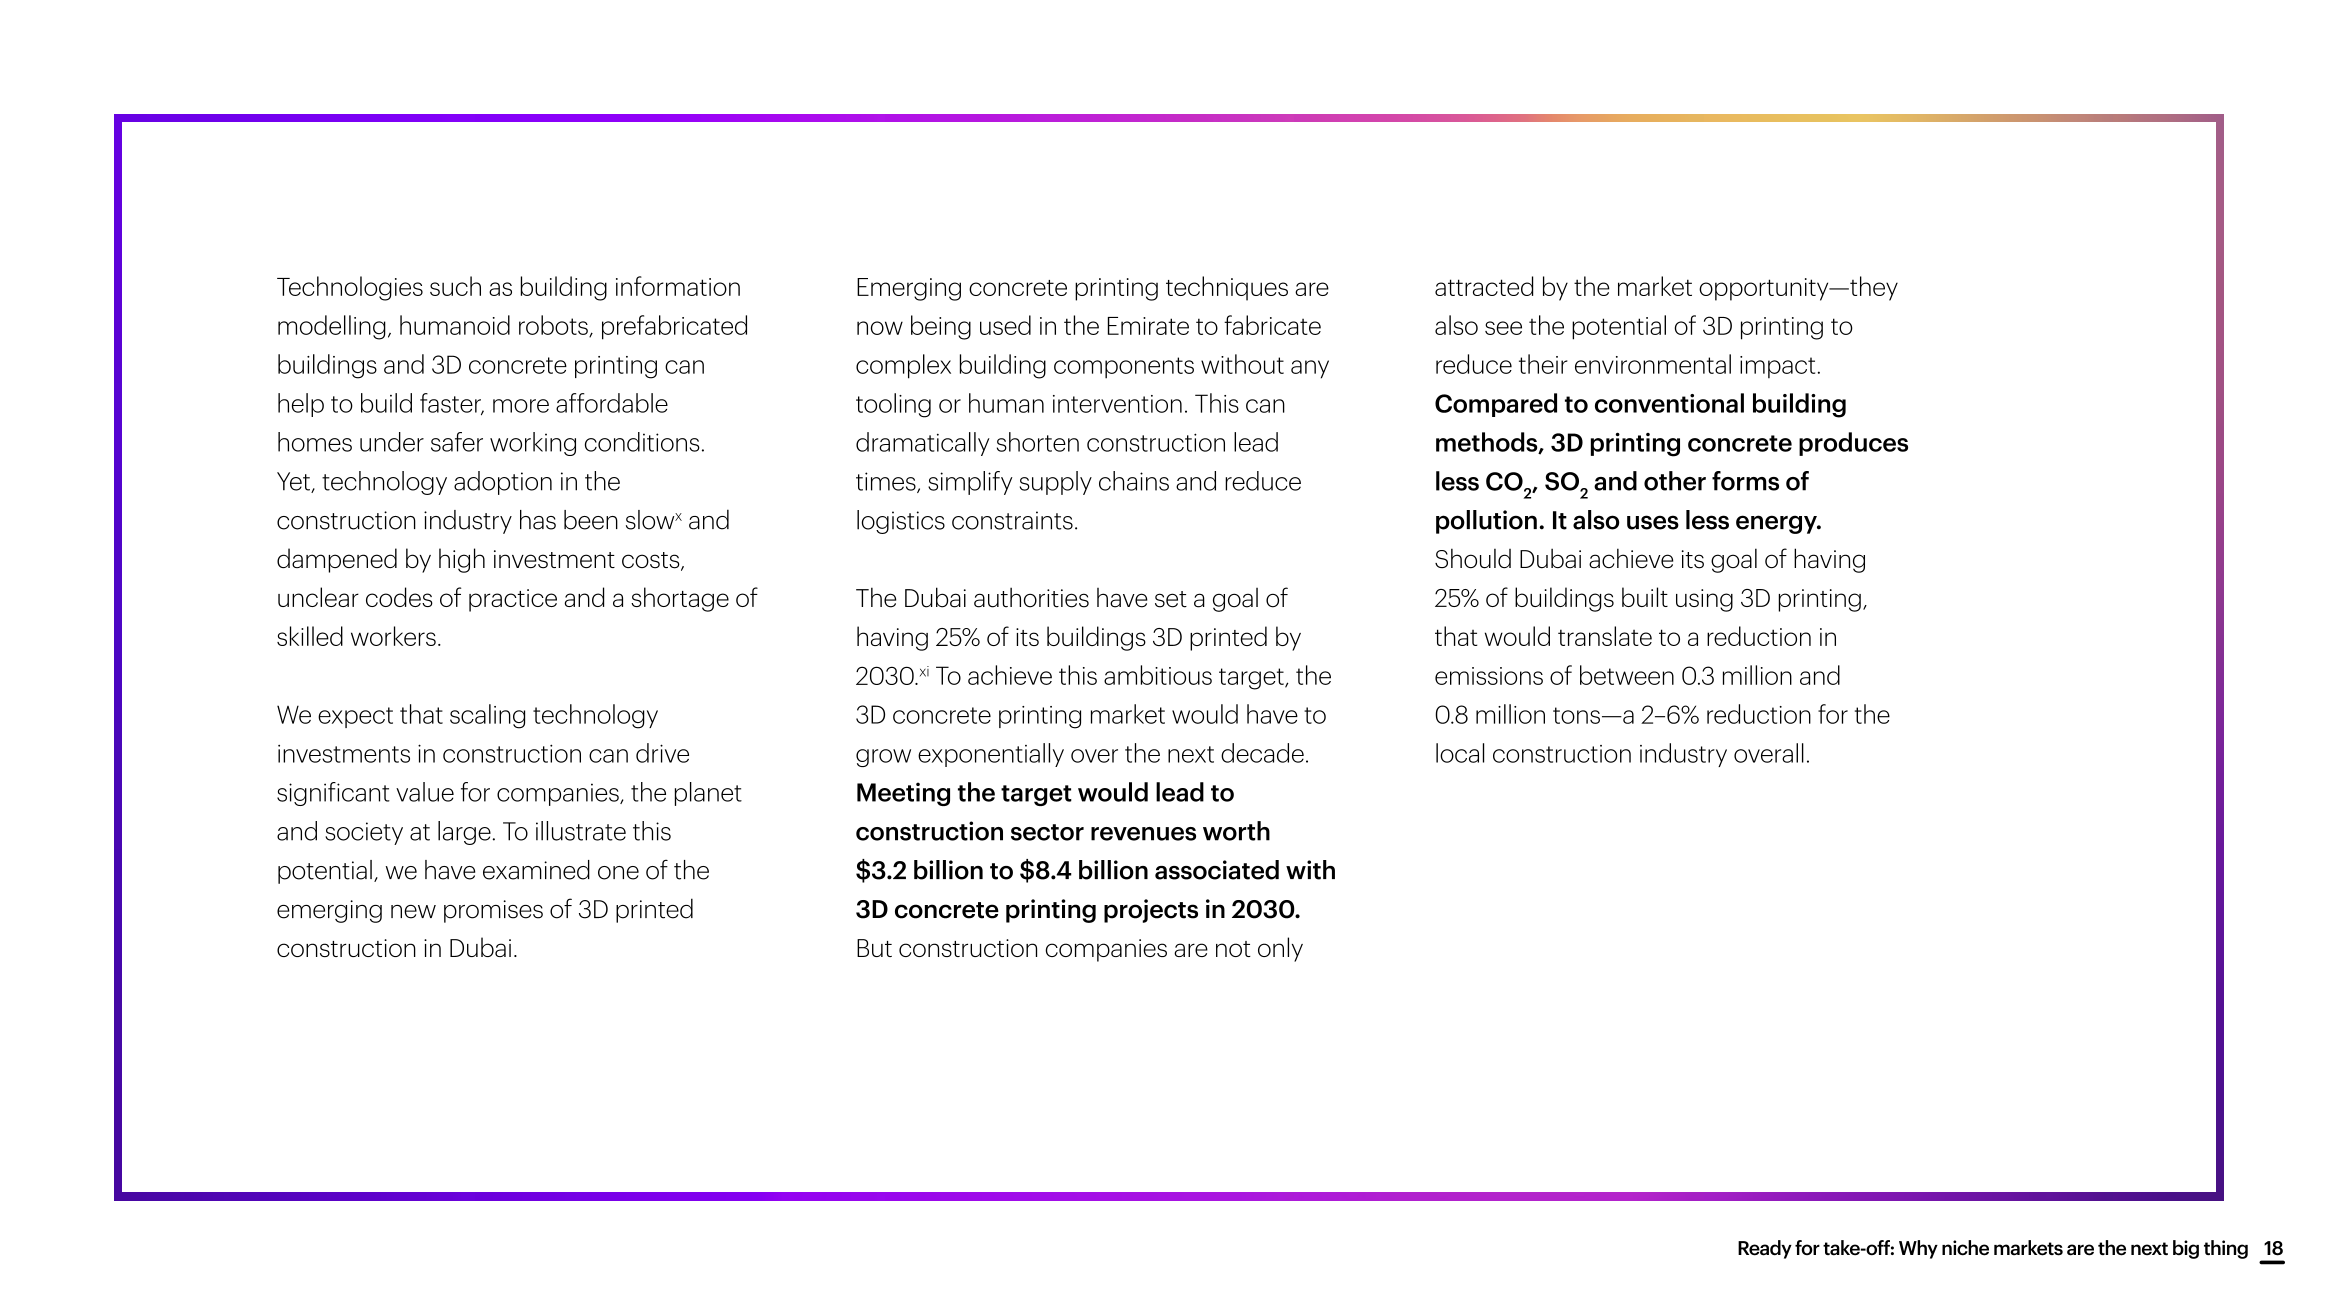 Technologies such as building information
modelling, humanoid robots, prefabricated
buildings and 3D concrete printing can
help to build faster, more affordable
homes under safer working conditions.
Yet, technology adoption in the
construction industry has been slowˣ and
dampened by high investment costs,
unclear codes of practice and a shortage of
skilled workers.
We expect that scaling technology
investments in construction can drive
significant value for companies, the planet
and society at large. To illustrate this
potential, we have examined one of the
emerging new promises of 3D printed
construction in Dubai.
Emerging concrete printing techniques are
now being used in the Emirate to fabricate
complex building components without any
tooling or human intervention. This can
dramatically shorten construction lead
times, simplify supply chains and reduce
logistics constraints.
The Dubai authorities have set a goal of
having 25% of its buildings 3D printed by
2030.ˣⁱ To achieve this ambitious target, the
3D concrete printing market would have to
grow exponentially over the next decade.
Meeting the target would lead to
construction sector revenues worth
$3.2 billion to $8.4 billion associated with
3D concrete printing projects in 2030.
But construction companies are not only
attracted by the market opportunity—they
also see the potential of 3D printing to
reduce their environmental impact.
Compared to conventional building
methods, 3D printing concrete produces
less CO₂, SO₂ and other forms of
pollution. It also uses less energy.
Should Dubai achieve its goal of having
25% of buildings built using 3D printing,
that would translate to a reduction in
emissions of between 0.3 million and
0.8 million tons—a 2–6% reduction for the
local construction industry overall.
Ready for take-off: Why niche markets are the next big thing 18